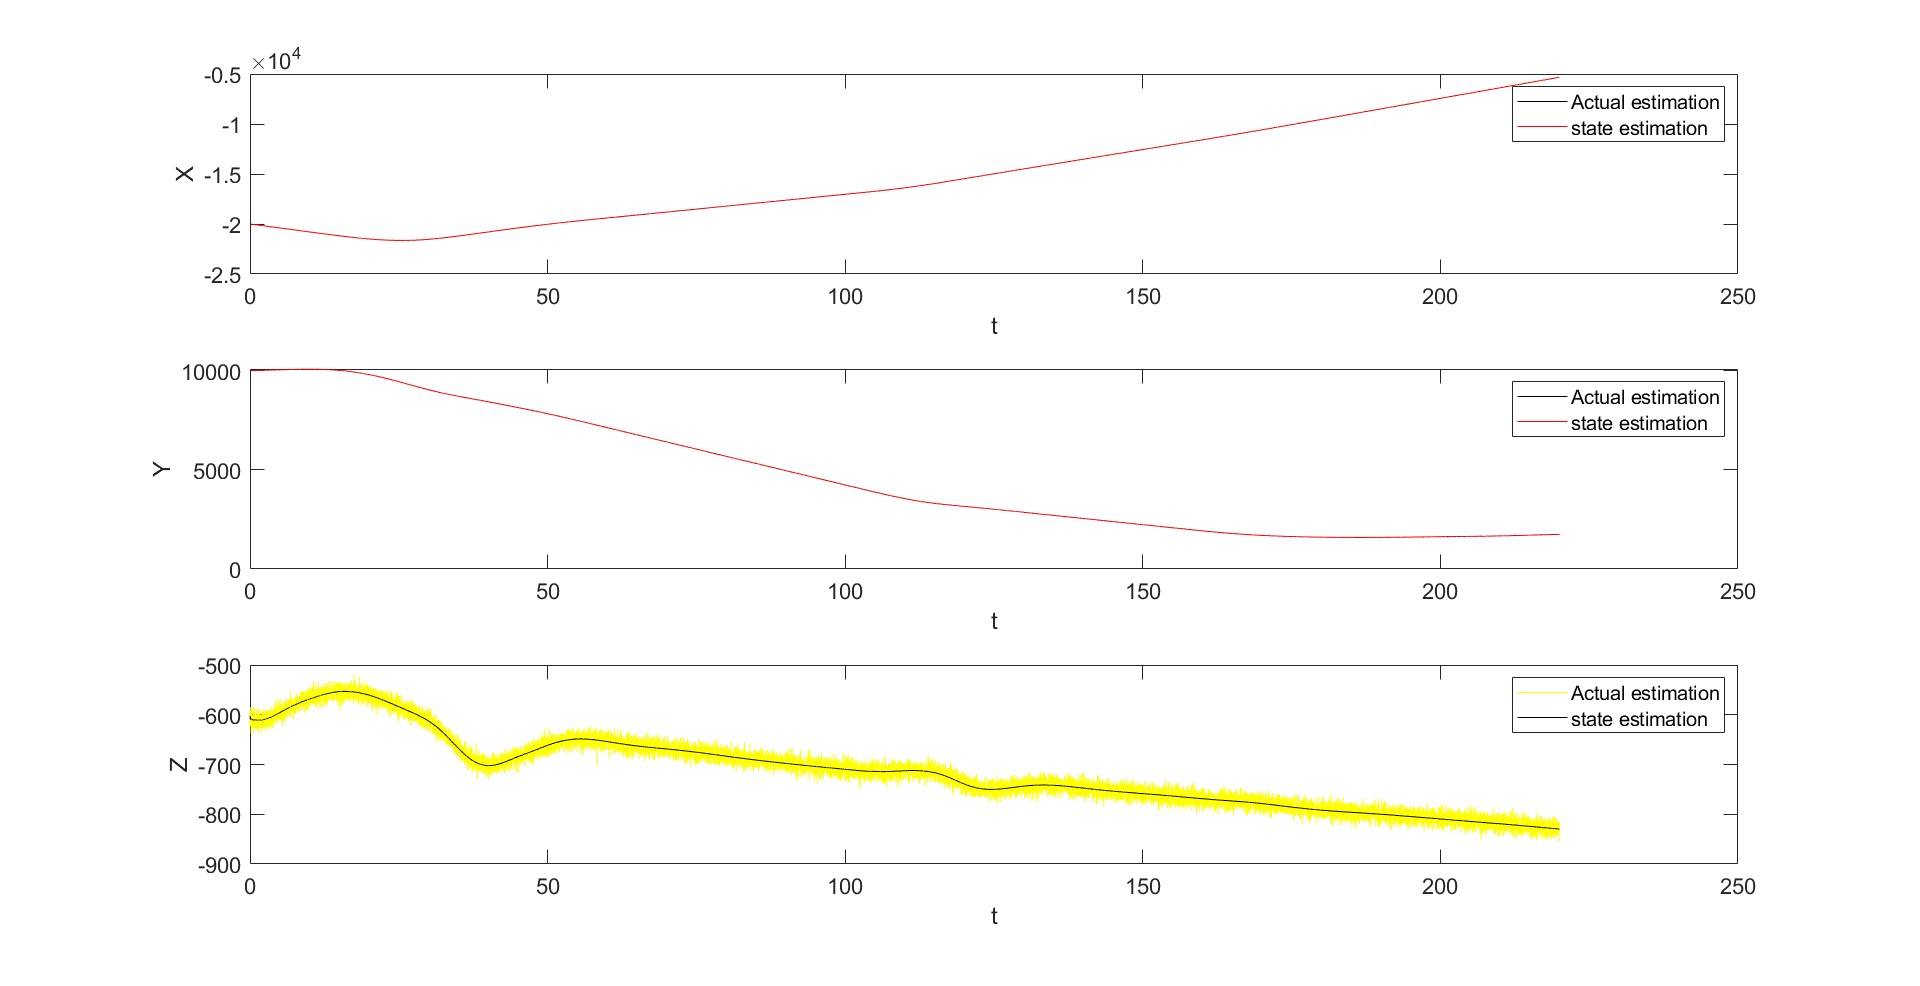 ×10^4
-0.5
-1
-1.5
-2
-2.5
X
0 50 100 150 200 250
t
Actual estimation
state estimation
10000
5000
0
Y
0 50 100 150 200 250
t
Actual estimation
state estimation
-500
-600
-700
-800
-900
Z
0 50 100 150 200 250
t
Actual estimation
state estimation